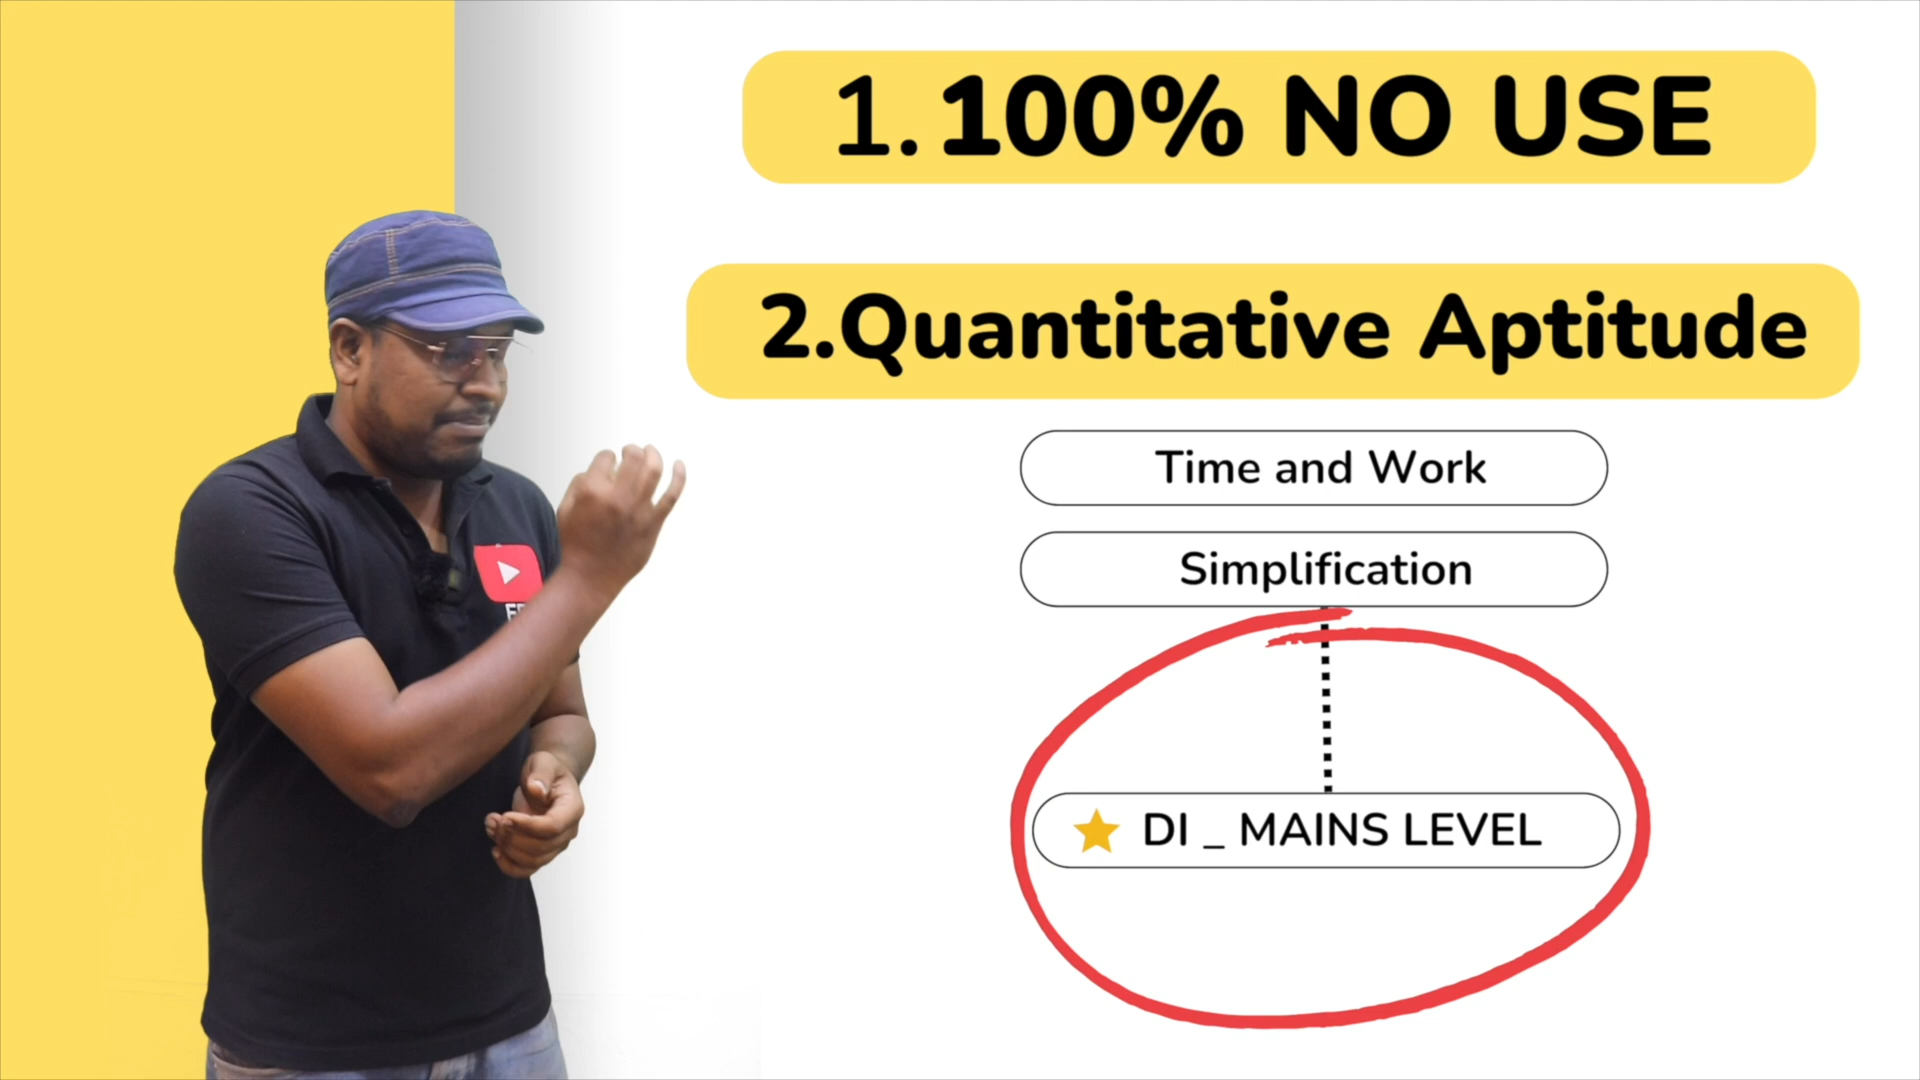 1. 100% NO USE
2.Quantitative Aptitude
Time and Work
Simplification
DI _ MAINS LEVEL